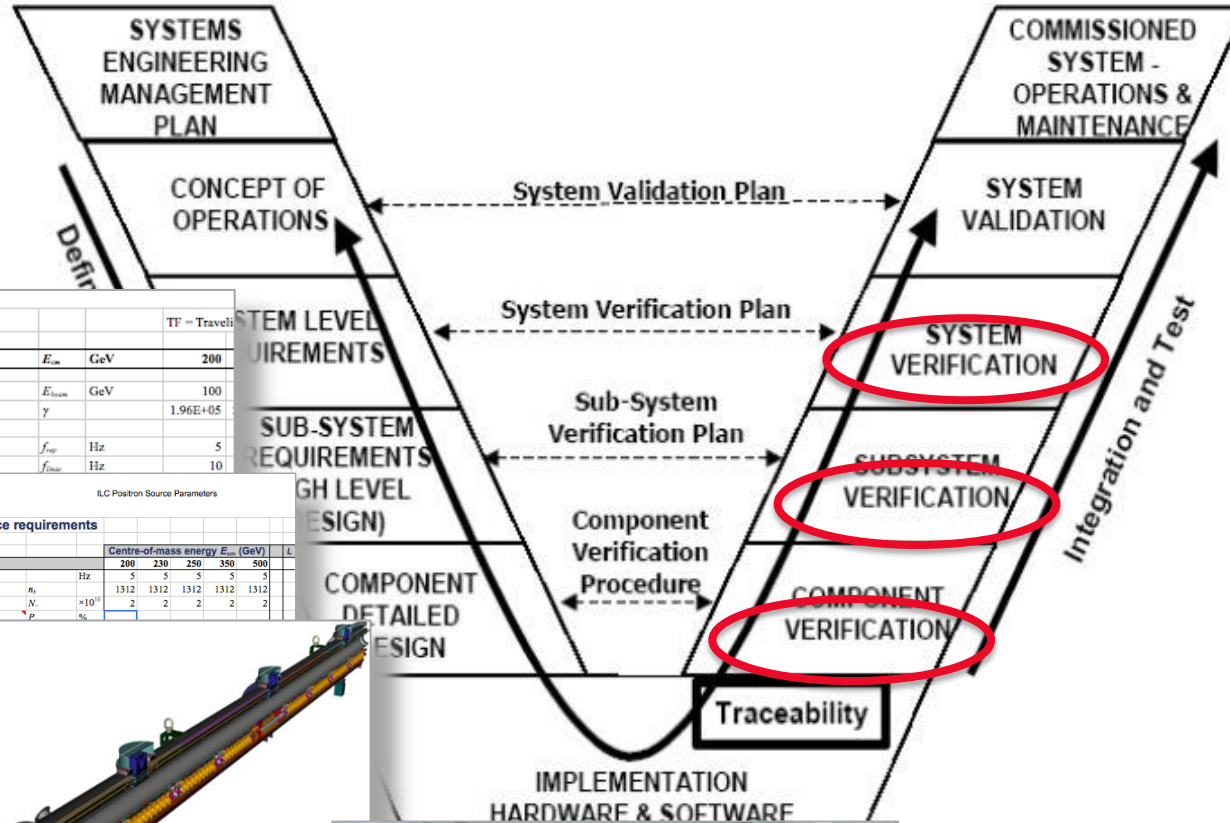 SYSTEMS
ENGINEERING
MANAGEMENT
PLAN
CONCEPT OF
OPERATIONS
STEM LEVEL
UIREMENTS
SUB-SYSTEM
REQUIREMENTS
GH LEVEL
ESIGN)
COMPONENT
DETAILED
ESIGN
IMPLEMENTATION
HARDWARE & SOFTWARE
Defin
System Validation Plan
System Verification Plan
Sub-System
Verification Plan
Component
Verification
Procedure
Traceability
COMMISSIONED
SYSTEM -
OPERATIONS &
MAINTENANCE
SYSTEM
VALIDATION
SYSTEM
VERIFICATION
SUBSYSTEM
VERIFICATION
COMPONENT
VERIFICATION
Integration and Test
TF = Traveli
E_cm GeV 200
E_beam GeV 100
γ 1.96E+05
f_rep Hz 5
f_linac Hz 10
ILC Positron Source Parameters
ce requirements
Centre-of-mass energy E_cm (GeV) L
200 230 250 350 500
Hz 5 5 5 5 5
n_b 1312 1312 1312 1312 1312
×10¹⁰ 2 2 2 2 2
P %